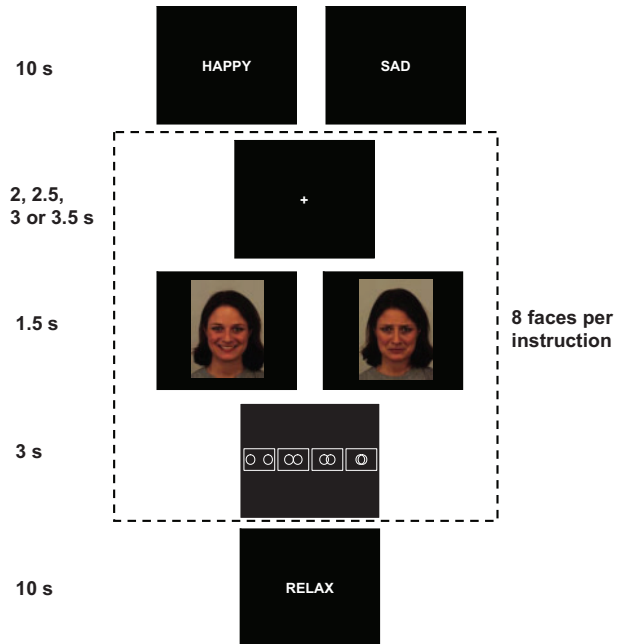 10 s
HAPPY
SAD
2, 2.5,
3 or 3.5 s
+
1.5 s
8 faces per
instruction
3 s
10 s
RELAX